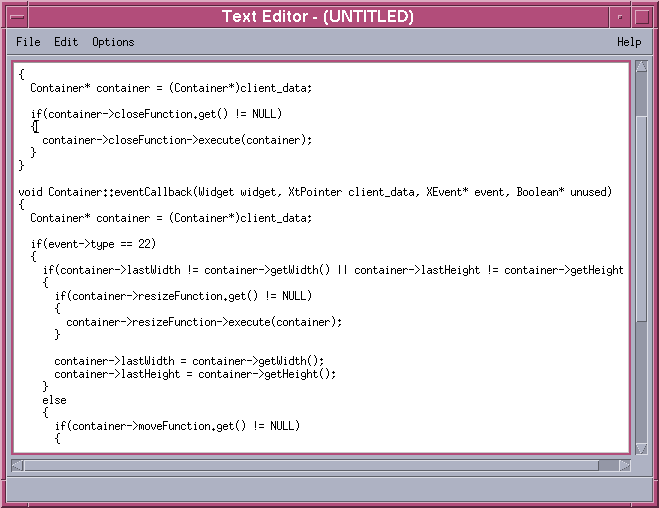 Text Editor - (UNTITLED)
File Edit Options Help
{
  Container* container = (Container*)client_data;

  if(container->closeFunction.get() != NULL)
  {
    container->closeFunction->execute(container);
  }
}

void Container::eventCallback(Widget widget, XtPointer client_data, XEvent* event, Boolean* unused)
{
  Container* container = (Container*)client_data;

  if(event->type == 22)
  {
    if(container->lastWidth != container->getWidth() || container->lastHeight != container->getHeight
    {
      if(container->resizeFunction.get() != NULL)
      {
        container->resizeFunction->execute(container);
      }

      container->lastWidth = container->getWidth();
      container->lastHeight = container->getHeight();
    }
    else
    {
      if(container->moveFunction.get() != NULL)
      {